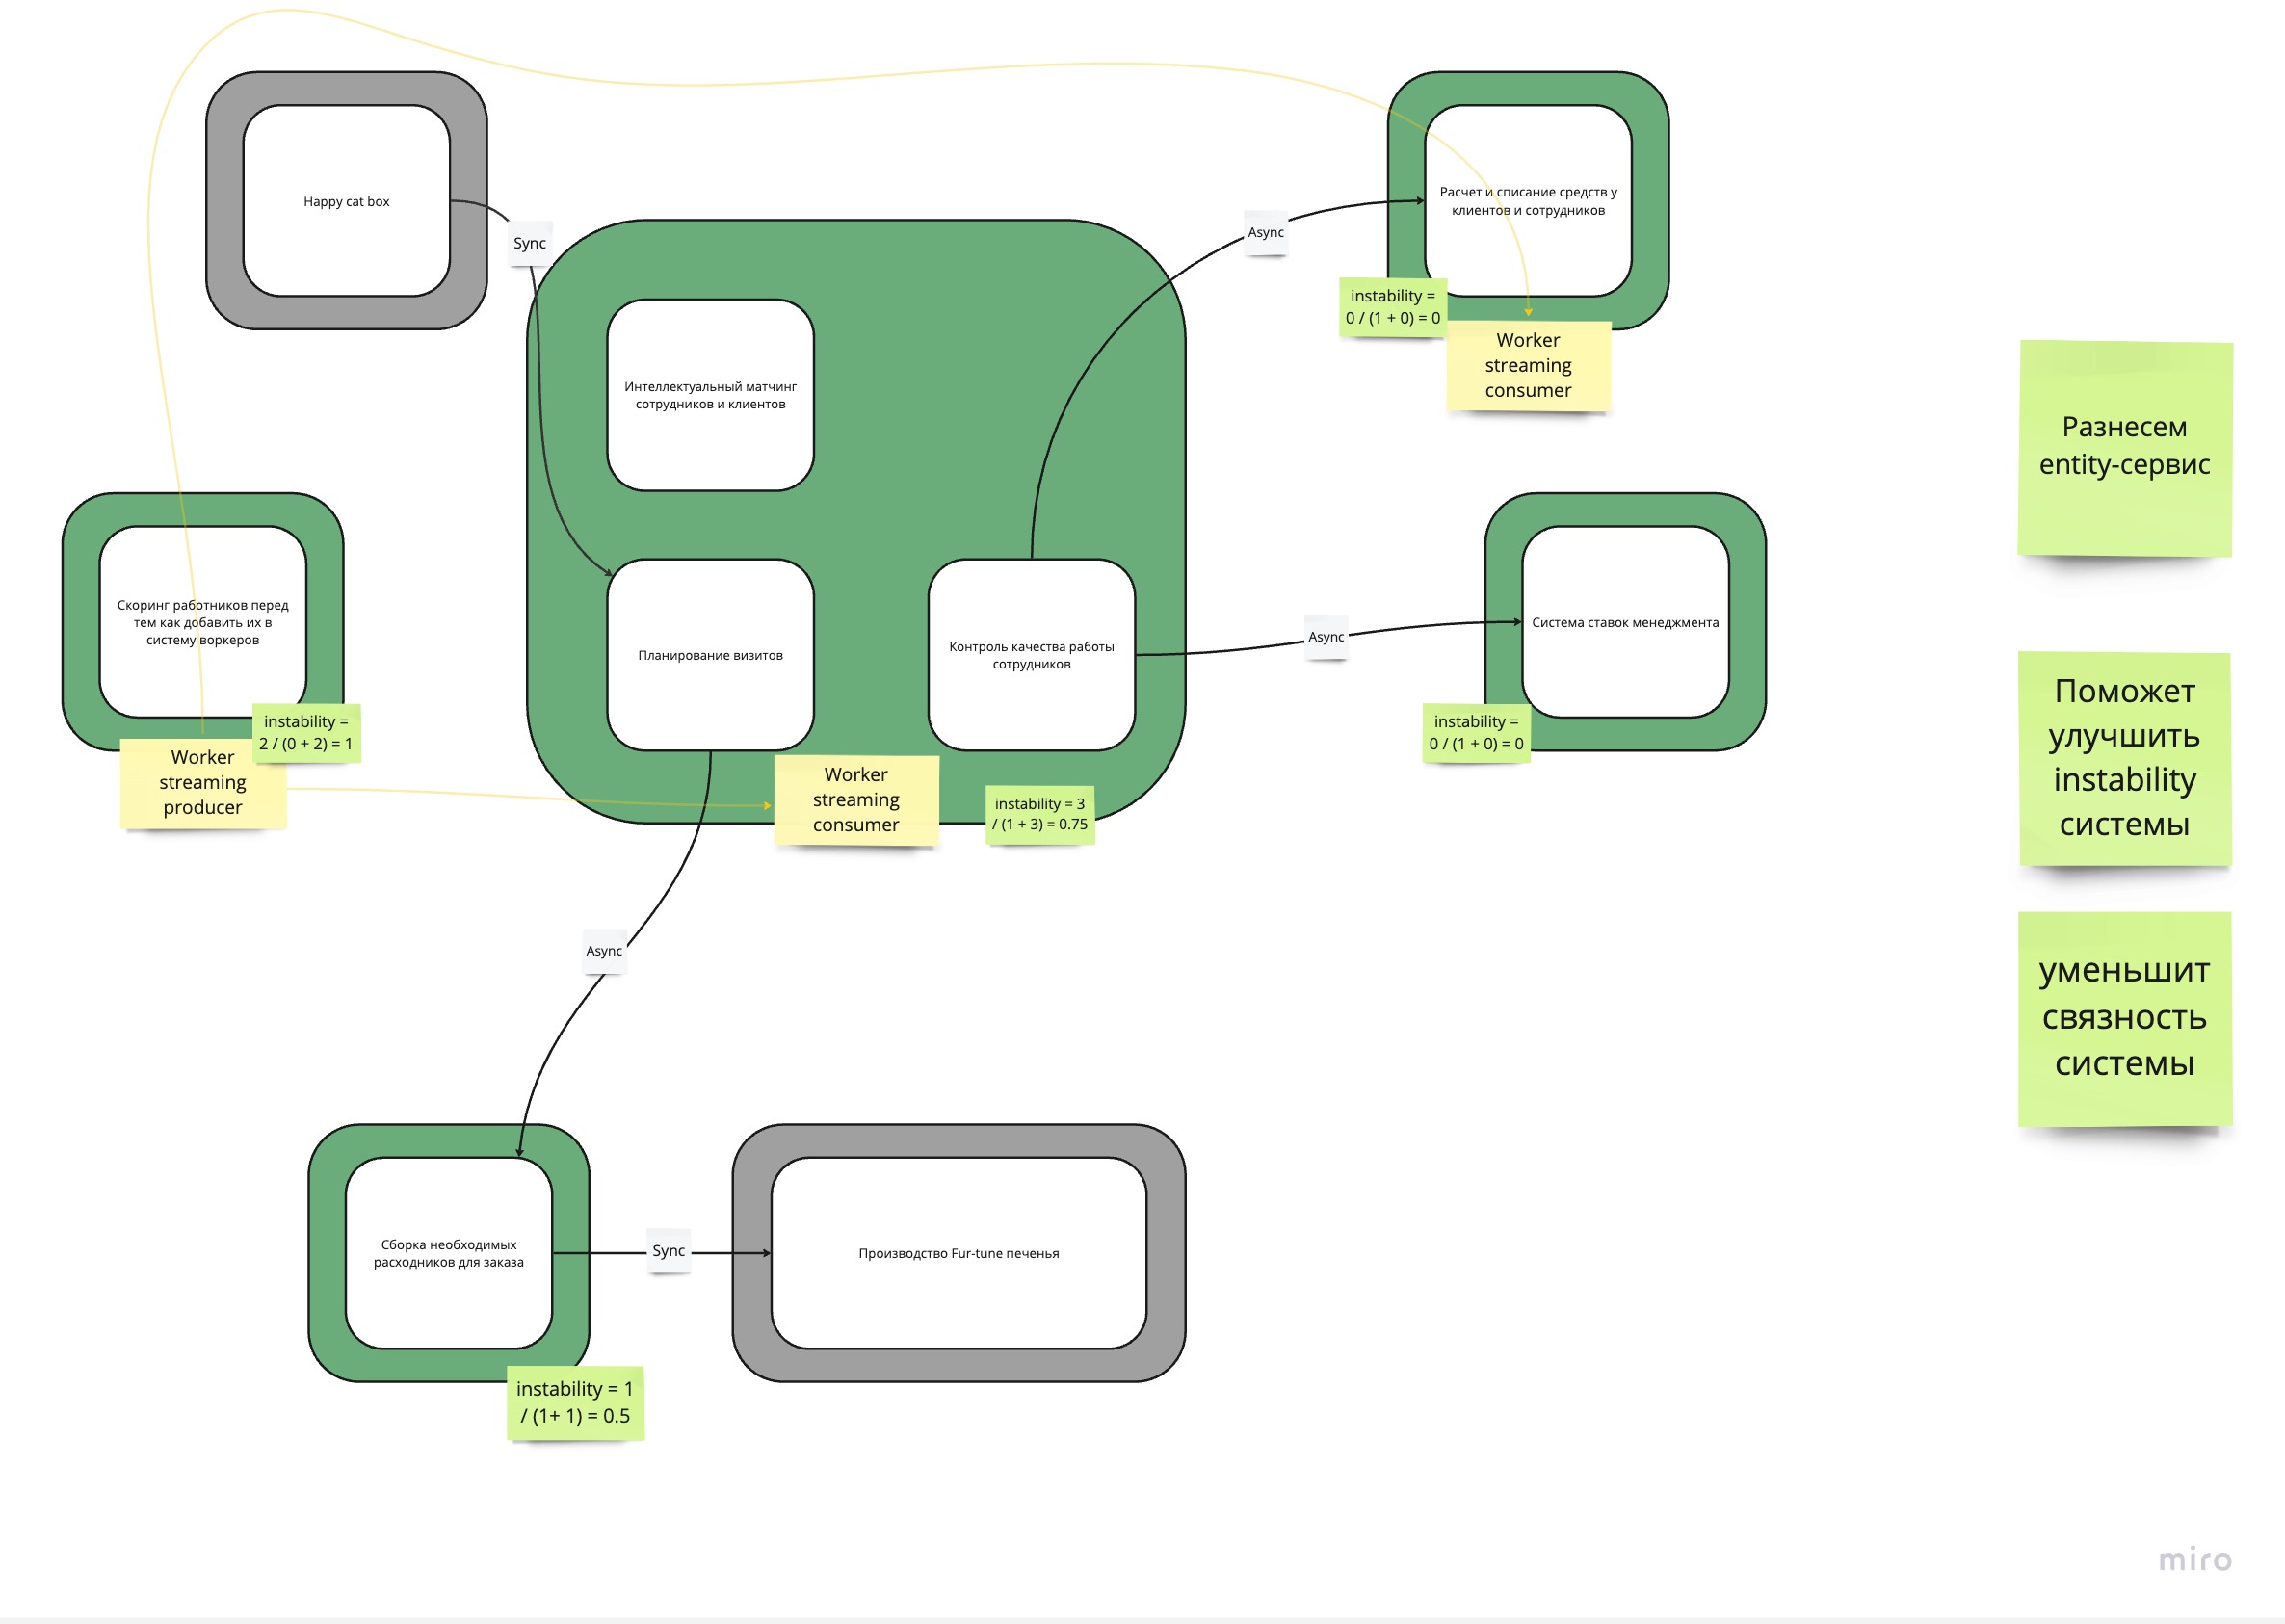 Happy cat box
Sync
Интеллектуальный матчинг
сотрудников и клиентов
Async
Расчет и списание средств у
клиентов и сотрудников
instability =
0 / (1 + 0) = 0
Worker
streaming
consumer
Разнесем
entity-сервис
Скоринг работников перед
тем как добавить их в
систему воркеров
instability =
2 / (0 + 2) = 1
Worker
streaming
producer
Планирование визитов
Контроль качества работы
сотрудников
Async
Система ставок менеджмента
instability =
0 / (1 + 0) = 0
Worker
streaming
consumer
instability = 3
/ (1 + 3) = 0.75
Поможет
улучшить
instability
системы
Async
уменьшит
связность
системы
Сборка необходимых
расходников для заказа
Sync
Производство Fur-tune печенья
instability = 1
/ (1+ 1) = 0.5
miro